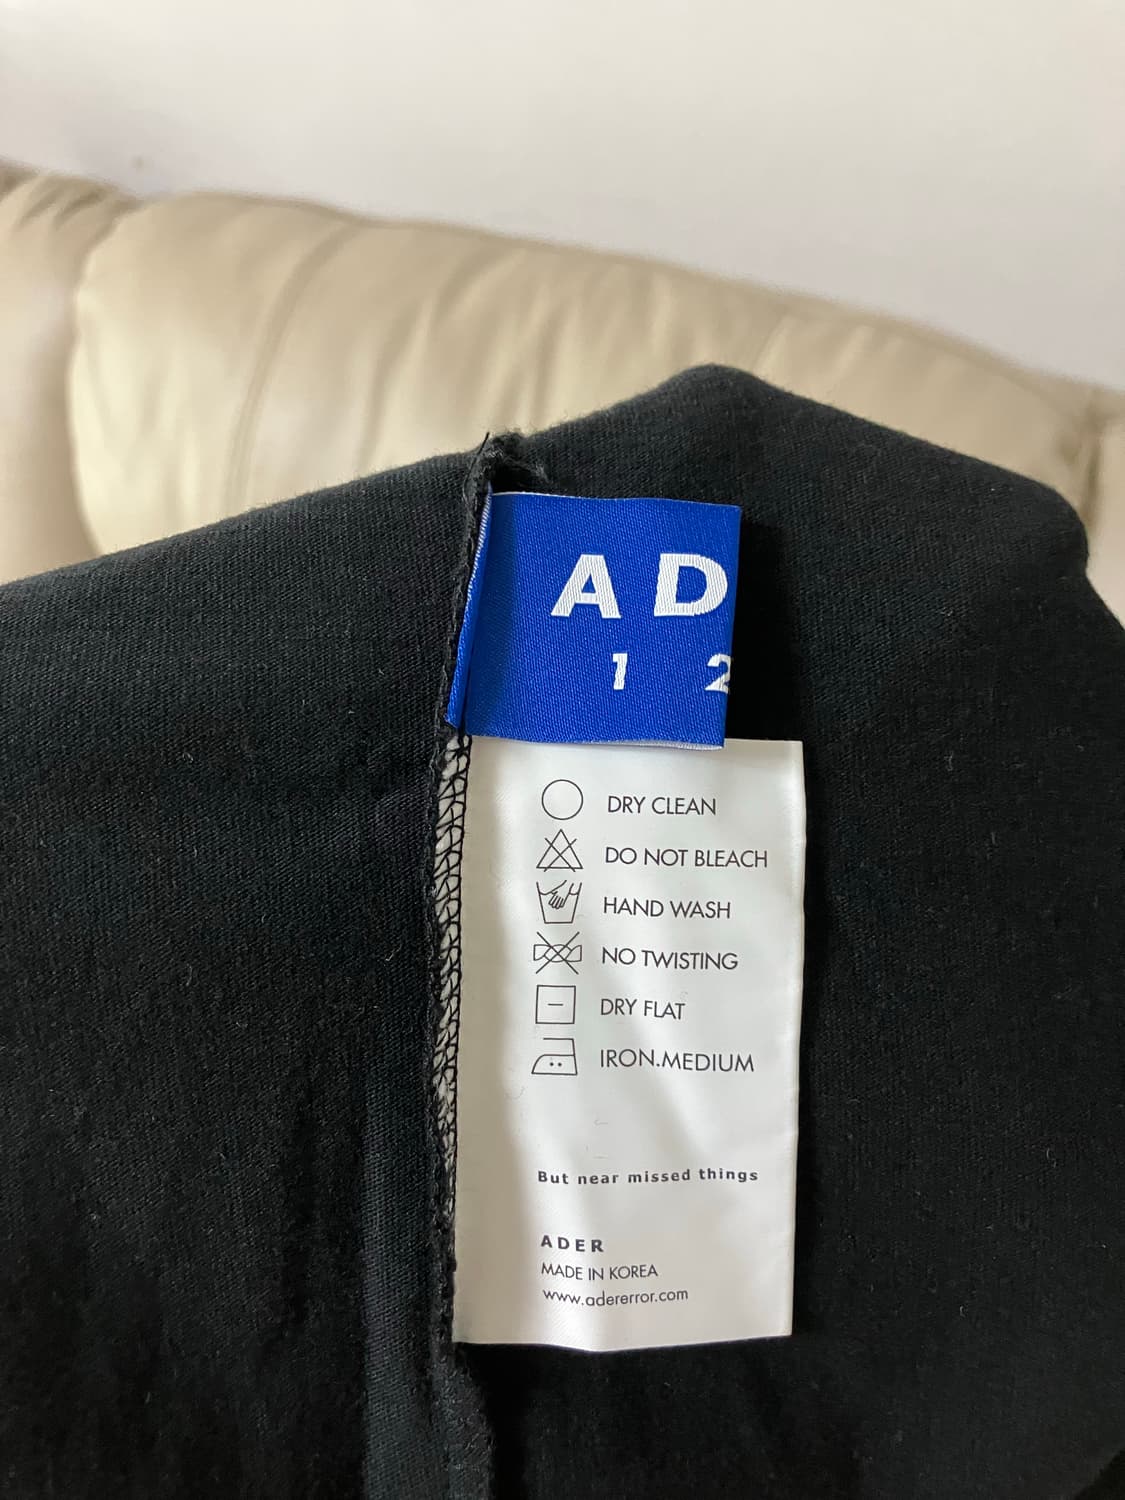 AD
1 2
DRY CLEAN
DO NOT BLEACH
HAND WASH
NO TWISTING
DRY FLAT
IRON.MEDIUM
But near missed things
ADER
MADE IN KOREA
www.adererror.com